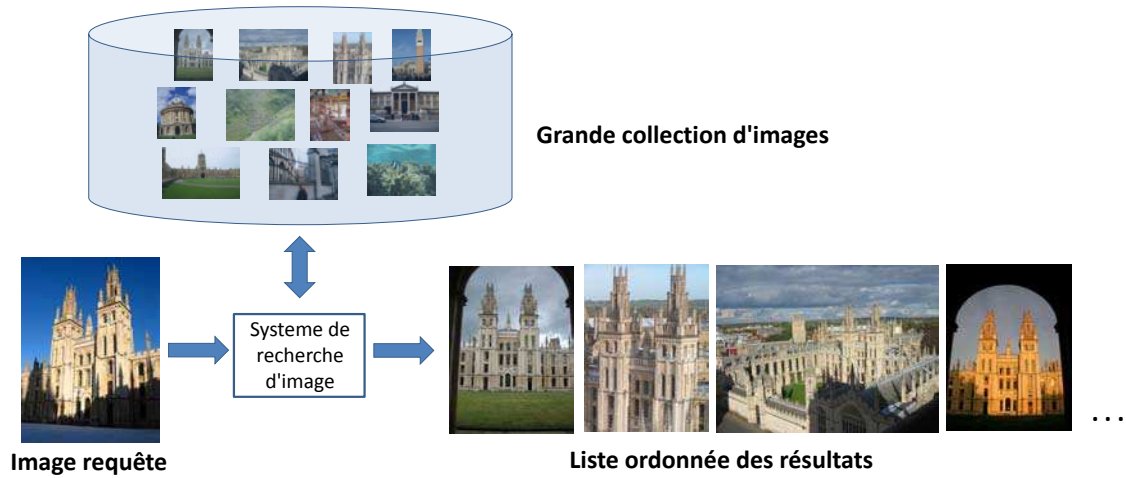 Grande collection d'images
Systeme de
recherche
d'image
Image requête
Liste ordonnée des résultats
. . .